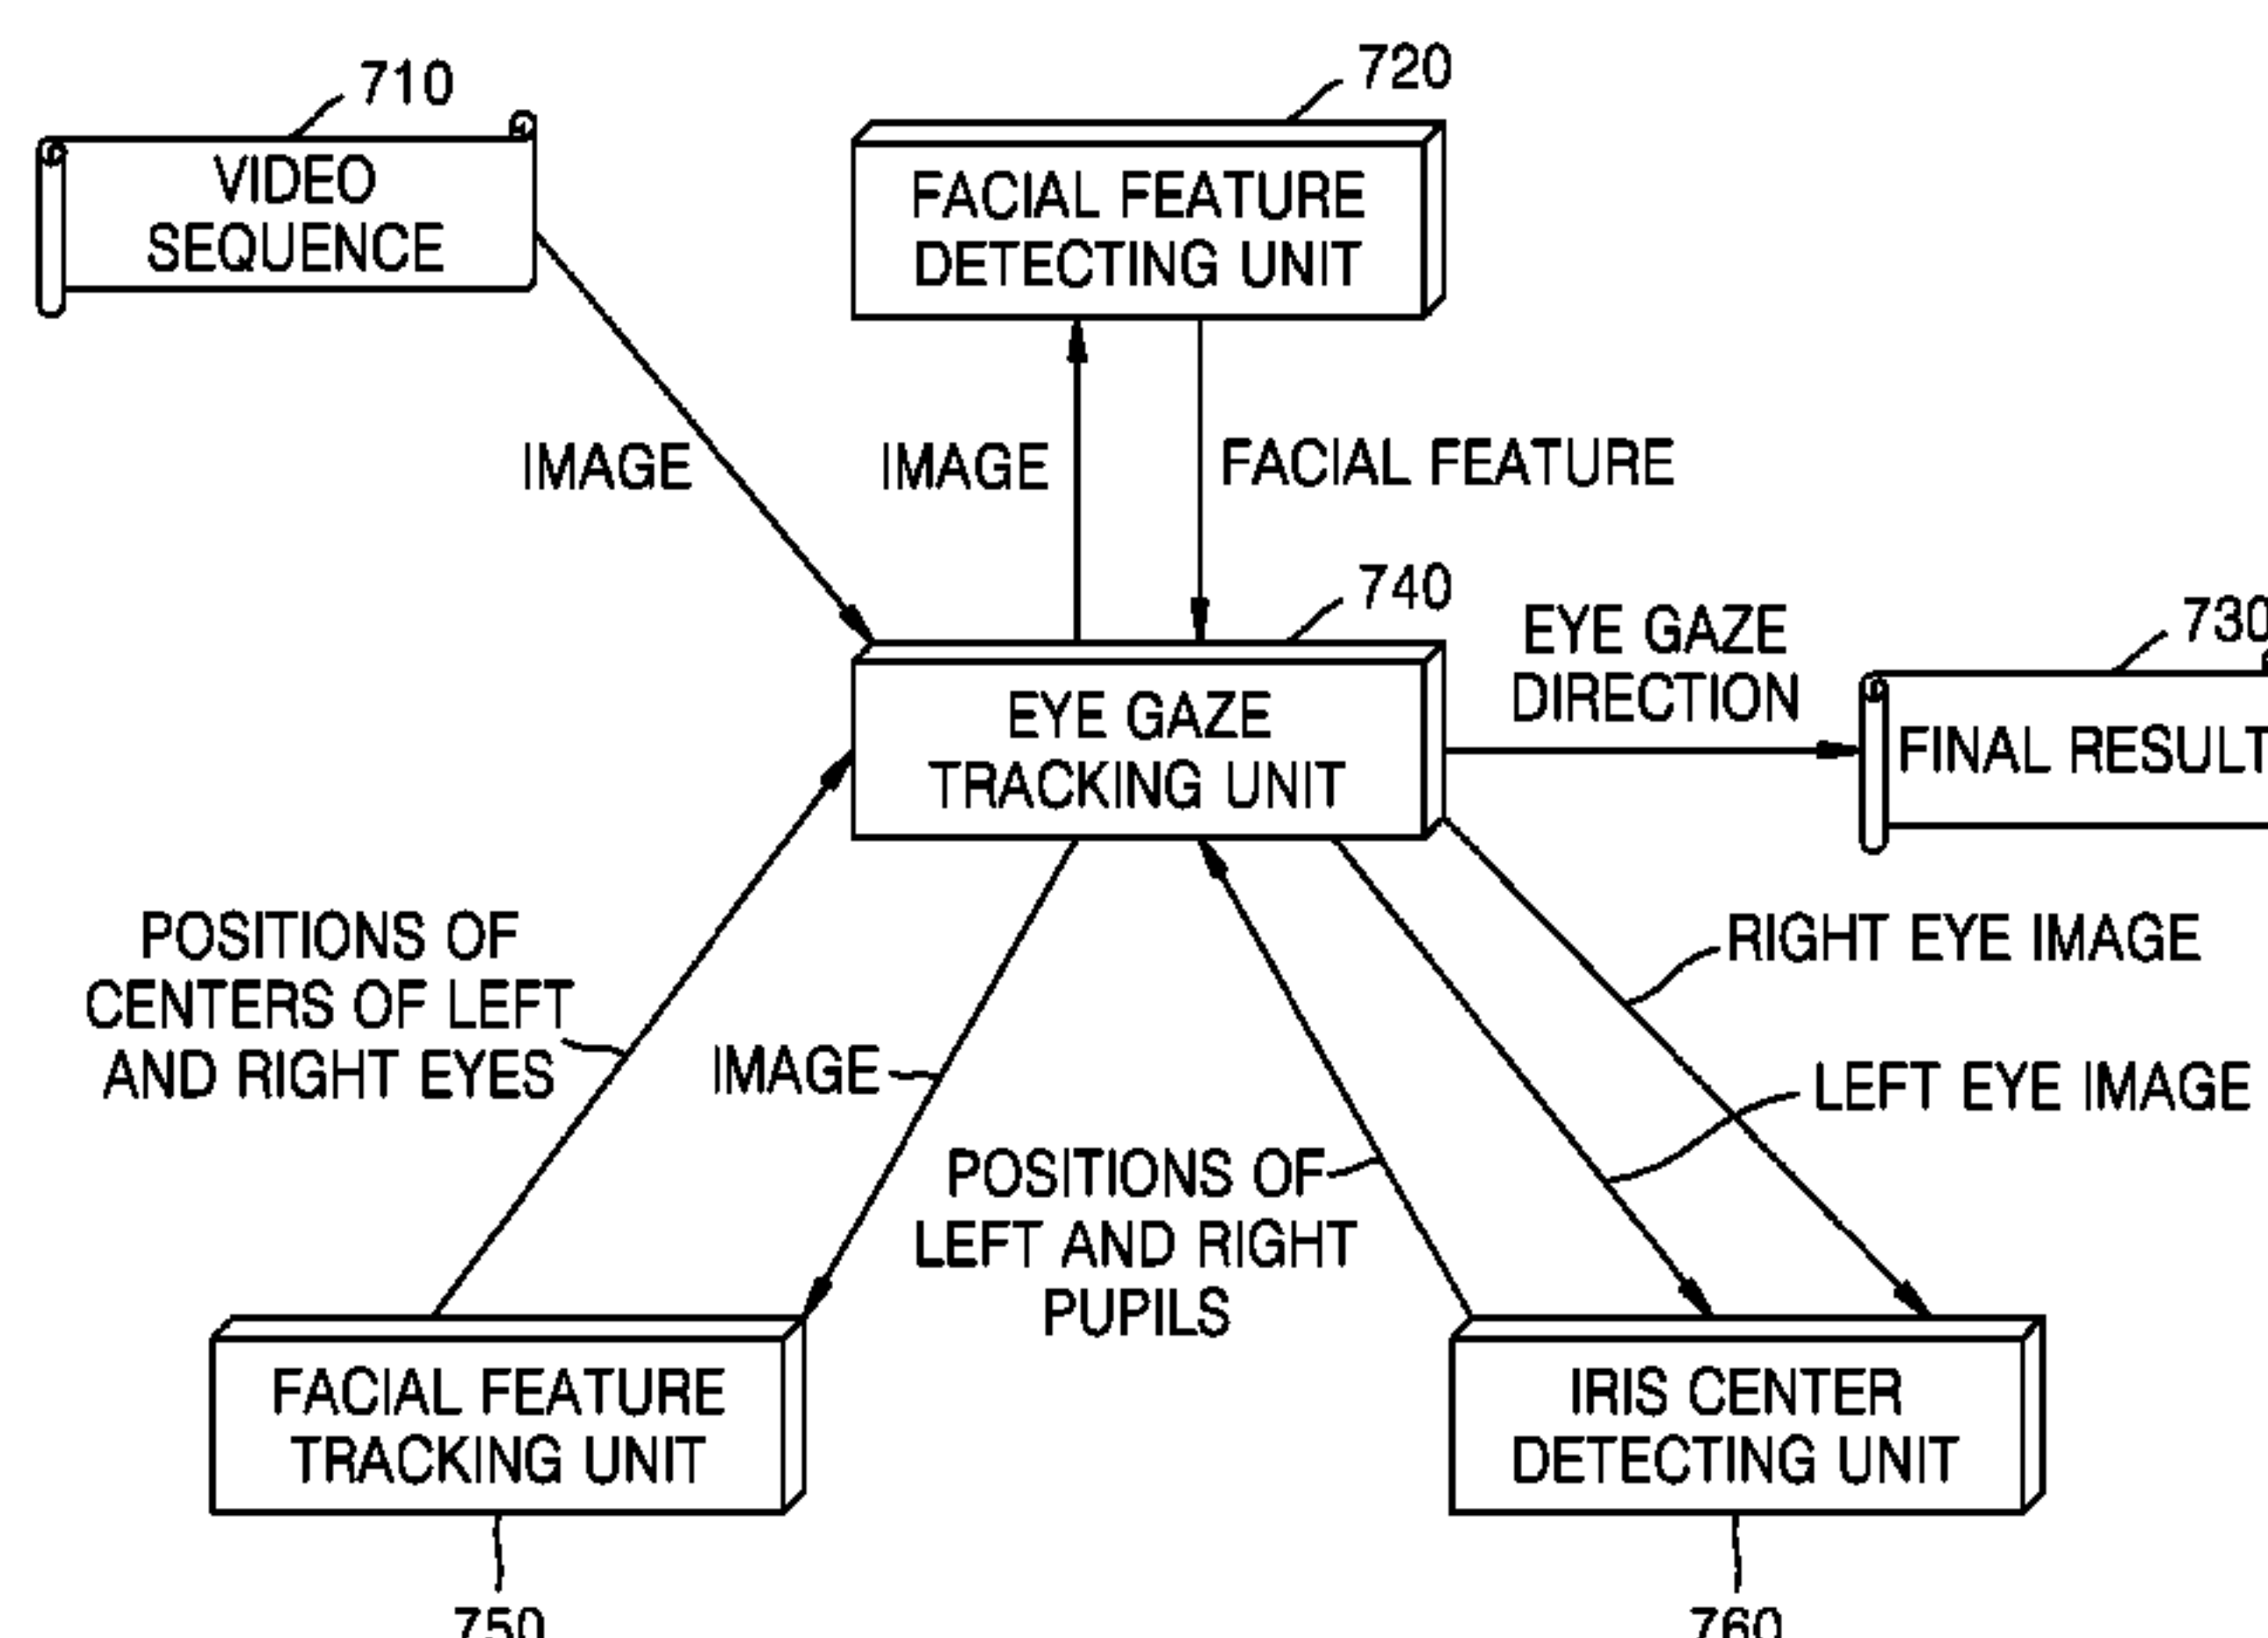 710
VIDEO
SEQUENCE
720
FACIAL FEATURE
DETECTING UNIT
IMAGE
IMAGE
FACIAL FEATURE
740
EYE GAZE
TRACKING UNIT
EYE GAZE
DIRECTION
730
FINAL RESULT
POSITIONS OF
CENTERS OF LEFT
AND RIGHT EYES
IMAGE
POSITIONS OF
LEFT AND RIGHT
PUPILS
RIGHT EYE IMAGE
LEFT EYE IMAGE
FACIAL FEATURE
TRACKING UNIT
750
IRIS CENTER
DETECTING UNIT
760